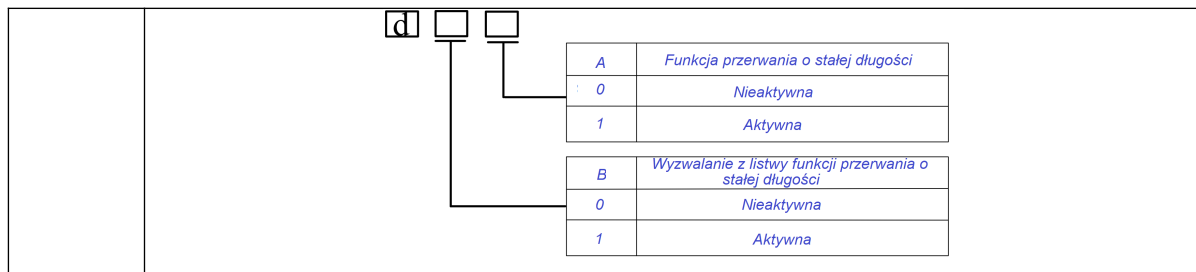 d
A Funkcja przerwania o stałej długości
0 Nieaktywna
1 Aktywna
B Wyzwalanie z listwy funkcji przerwania o
stałej długości
0 Nieaktywna
1 Aktywna